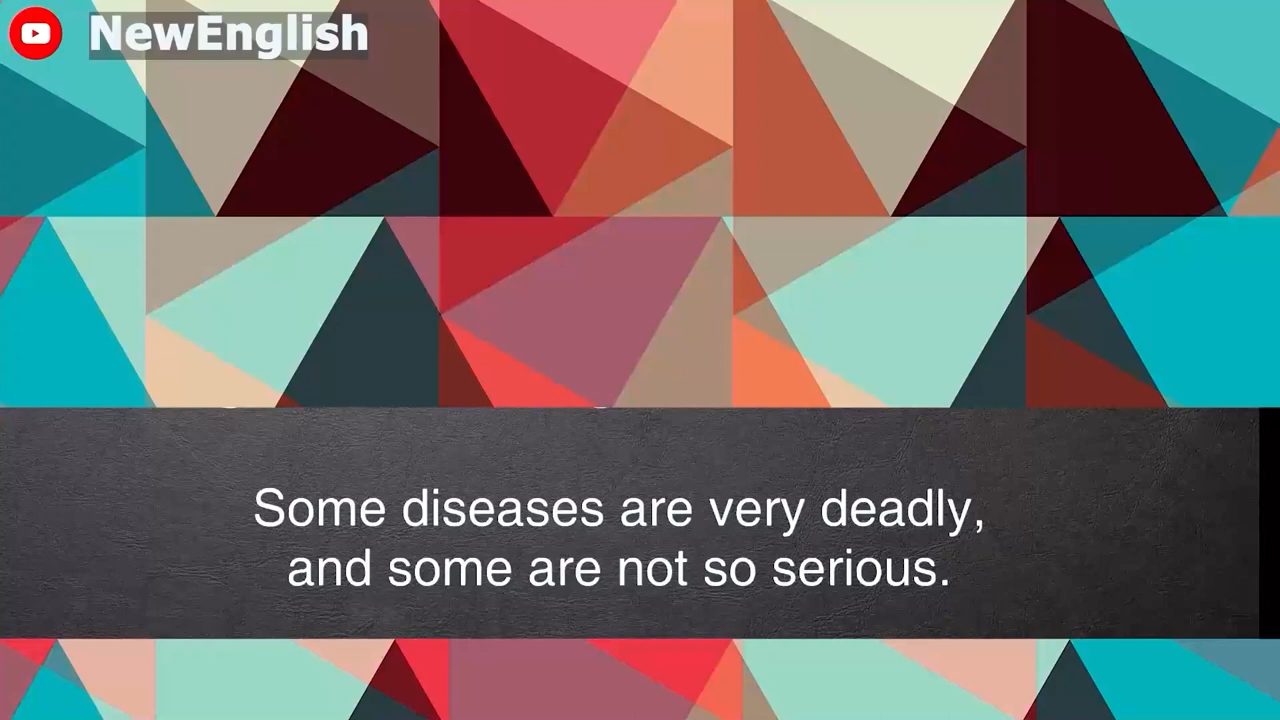 NewEnglish
Some diseases are very deadly,
and some are not so serious.